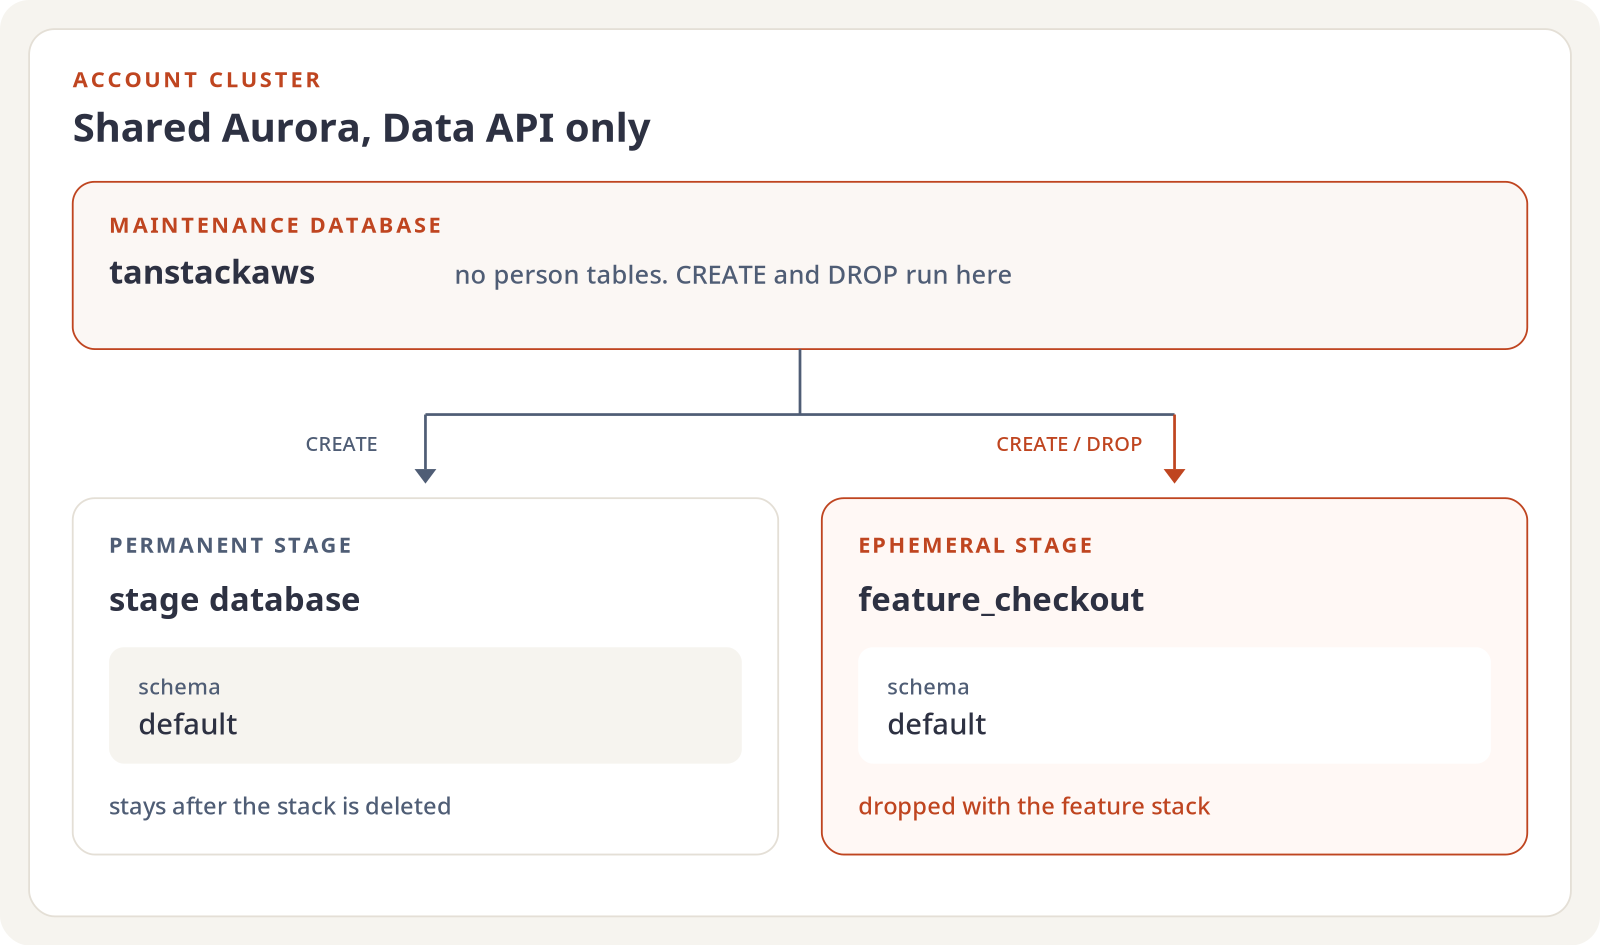 ACCOUNT CLUSTER
Shared Aurora, Data API only
MAINTENANCE DATABASE
tanstackaws
no person tables. CREATE and DROP run here
CREATE
CREATE / DROP
PERMANENT STAGE
stage database
schema
default
stays after the stack is deleted
EPHEMERAL STAGE
feature_checkout
schema
default
dropped with the feature stack